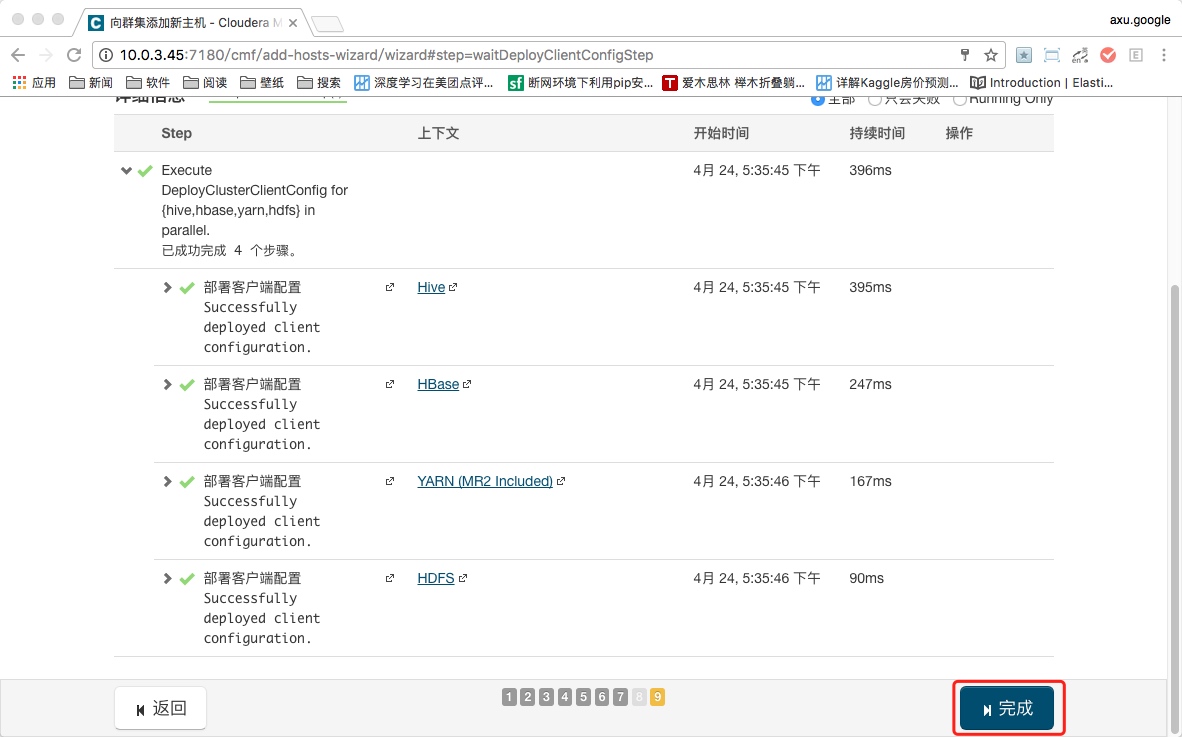 向群集添加新主机 - Cloudera M
axu.google
10.0.3.45:7180/cmf/add-hosts-wizard/wizard#step=waitDeployClientConfigStep
应用 新闻 软件 阅读 壁纸 搜索 深度学习在美团点评... sf 断网环境下利用pip安... T 爱木思林 榉木折叠躺... 详解Kaggle房价预测... Introduction | Elasti...
详细信息 全部 只会失败 Running Only
Step 上下文 开始时间 持续时间 操作
Execute 4月 24, 5:35:45 下午 396ms
DeployClusterClientConfig for
{hive,hbase,yarn,hdfs} in
parallel.
已成功完成 4 个步骤。
部署客户端配置 Hive 4月 24, 5:35:45 下午 395ms
Successfully
deployed client
configuration.
部署客户端配置 HBase 4月 24, 5:35:45 下午 247ms
Successfully
deployed client
configuration.
部署客户端配置 YARN (MR2 Included) 4月 24, 5:35:46 下午 167ms
Successfully
deployed client
configuration.
部署客户端配置 HDFS 4月 24, 5:35:46 下午 90ms
Successfully
deployed client
configuration.
返回 1 2 3 4 5 6 7 8 9 完成